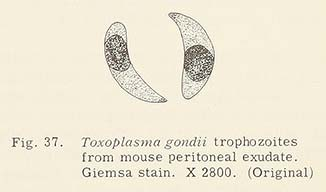 Fig. 37. Toxoplasma gondii trophozoites
from mouse peritoneal exudate.
Giemsa stain. X 2800. (Original)